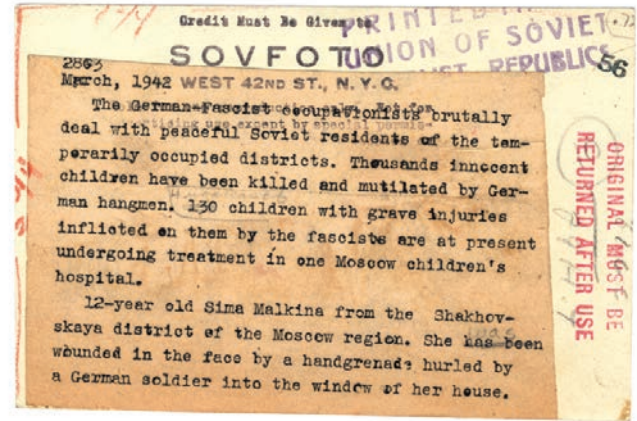 Credit Must Be Given to
PRINTED IN
SOVFOTO
UNION OF SOVIET
REPUBLICS
56
2863
March, 1942 WEST 42ND ST., N.Y.C.
The German-Fascist occupationists brutally
deal with peaceful Soviet residents of the tem-
porarily occupied districts. Thousands innocent
children have been killed and mutilated by Ger-
man hangmen. 130 children with grave injuries
inflicted on them by the fascists are at present
undergoing treatment in one Moscow children's
hospital.
12-year old Sima Malkina from the Shakhov-
skaya district of the Moscow region. She has been
wounded in the face by a handgrenade hurled by
a German soldier into the window of her house.
was
ORIGINAL MUST BE
RETURNED AFTER USE